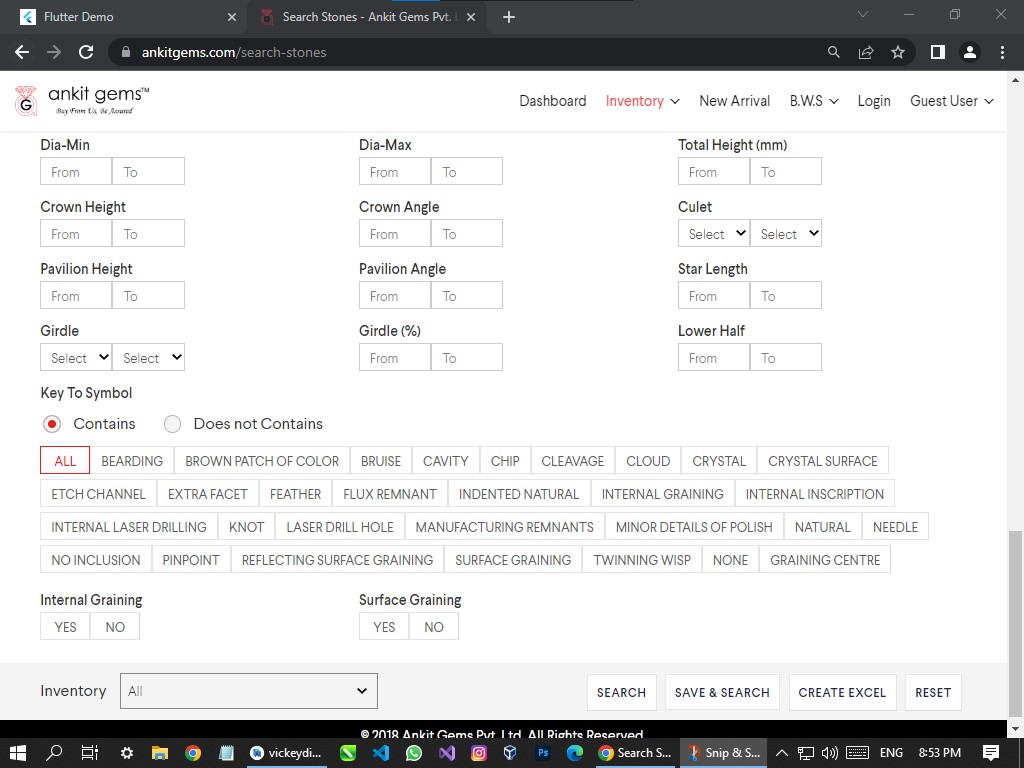 Flutter Demo
Search Stones - Ankit Gems Pvt.
ankitgems.com/search-stones
ankit gems™
Buy From Us, Be Assured
Dashboard Inventory New Arrival B.W.S Login Guest User
Dia-Min Dia-Max Total Height (mm)
From To From To From To
Crown Height Crown Angle Culet
From To From To Select Select
Pavilion Height Pavilion Angle Star Length
From To From To From To
Girdle Girdle (%) Lower Half
Select Select From To From To
Key To Symbol
Contains Does not Contains
ALL BEARDING BROWN PATCH OF COLOR BRUISE CAVITY CHIP CLEAVAGE CLOUD CRYSTAL CRYSTAL SURFACE
ETCH CHANNEL EXTRA FACET FEATHER FLUX REMNANT INDENTED NATURAL INTERNAL GRAINING INTERNAL INSCRIPTION
INTERNAL LASER DRILLING KNOT LASER DRILL HOLE MANUFACTURING REMNANTS MINOR DETAILS OF POLISH NATURAL NEEDLE
NO INCLUSION PINPOINT REFLECTING SURFACE GRAINING SURFACE GRAINING TWINNING WISP NONE GRAINING CENTRE
Internal Graining Surface Graining
YES NO YES NO
Inventory All SEARCH SAVE & SEARCH CREATE EXCEL RESET
© 2018 Ankit Gems Pvt. Ltd. All Rights Reserved
vickeydi... Ps Search S... Snip & S... ENG 8:53 PM